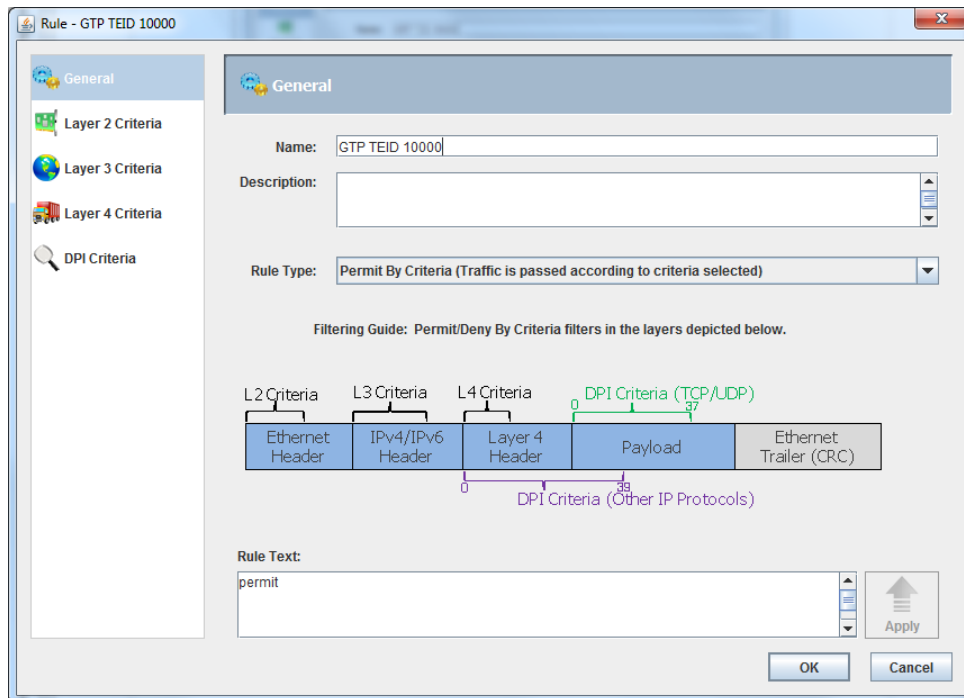 Rule - GTP TEID 10000
General
Layer 2 Criteria
Layer 3 Criteria
Layer 4 Criteria
DPI Criteria
General
Name: GTP TEID 10000
Description:
Rule Type: Permit By Criteria (Traffic is passed according to criteria selected)
Filtering Guide: Permit/Deny By Criteria filters in the layers depicted below.
L2 Criteria L3 Criteria L4 Criteria DPI Criteria (TCP/UDP)
0 37
Ethernet Header IPv4/IPv6 Header Layer 4 Header Payload Ethernet Trailer (CRC)
0 39
DPI Criteria (Other IP Protocols)
Rule Text:
permit
Apply
OK Cancel